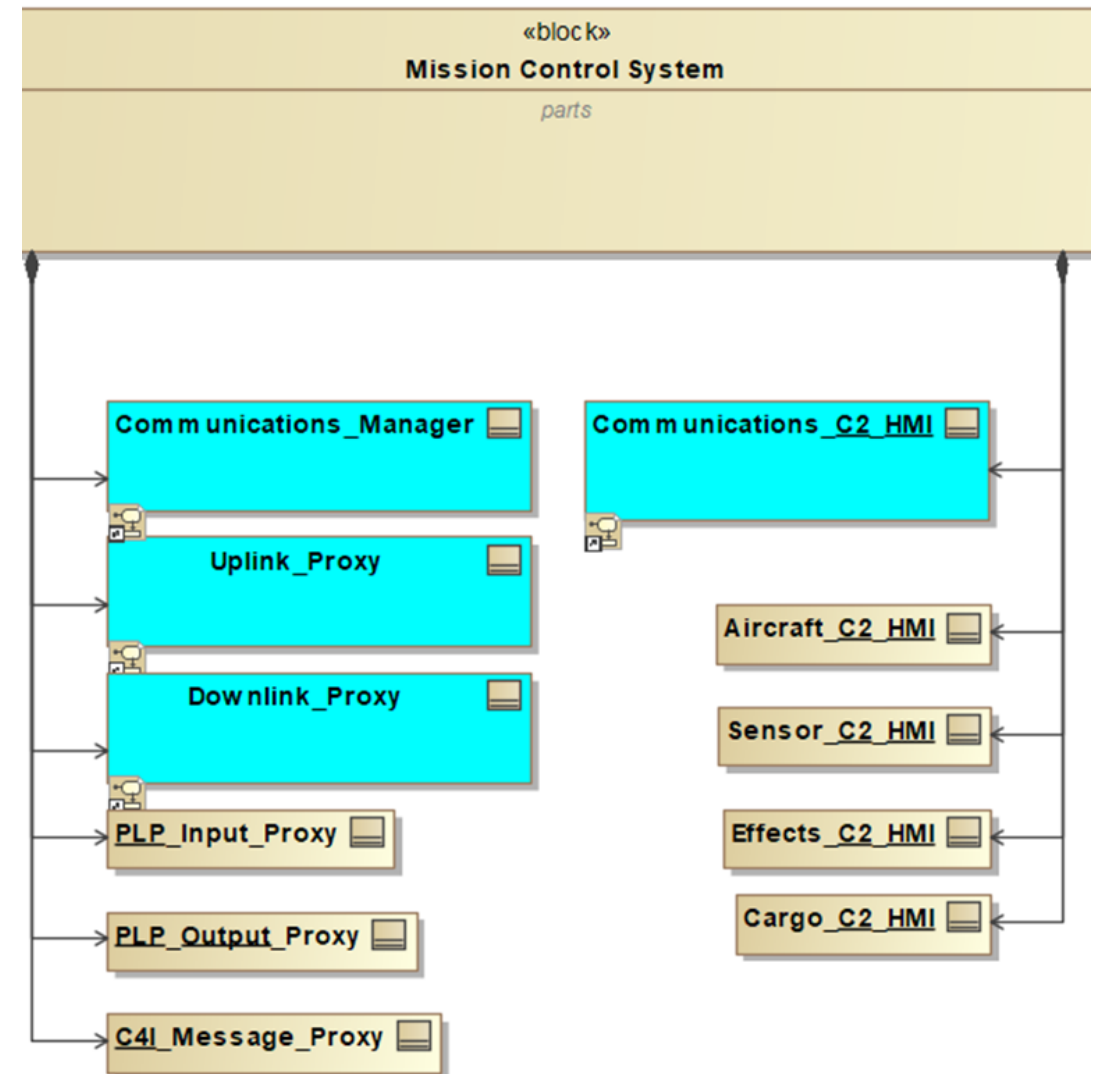 «block»
Mission Control System
parts
Communications_Manager
Communications_C2_HMI
Uplink_Proxy
Aircraft_C2_HMI
Downlink_Proxy
Sensor_C2_HMI
PLP_Input_Proxy
Effects_C2_HMI
PLP_Output_Proxy
Cargo_C2_HMI
C4I_Message_Proxy